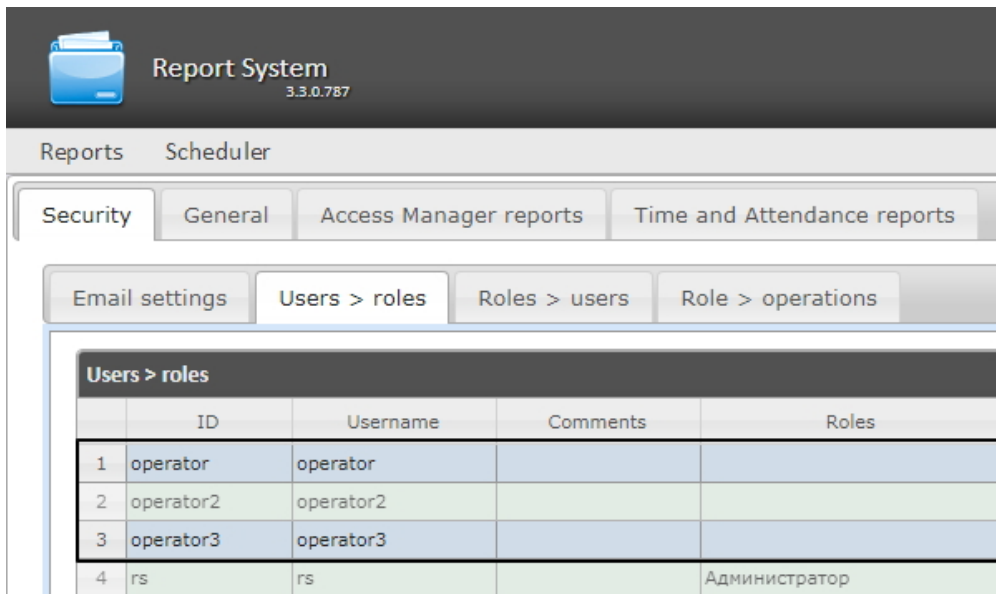 Report System
3.3.0.787
Reports Scheduler
Security General Access Manager reports Time and Attendance reports
Email settings Users > roles Roles > users Role > operations
Users > roles
ID Username Comments Roles
1 operator operator
2 operator2 operator2
3 operator3 operator3
4 rs rs Администратор